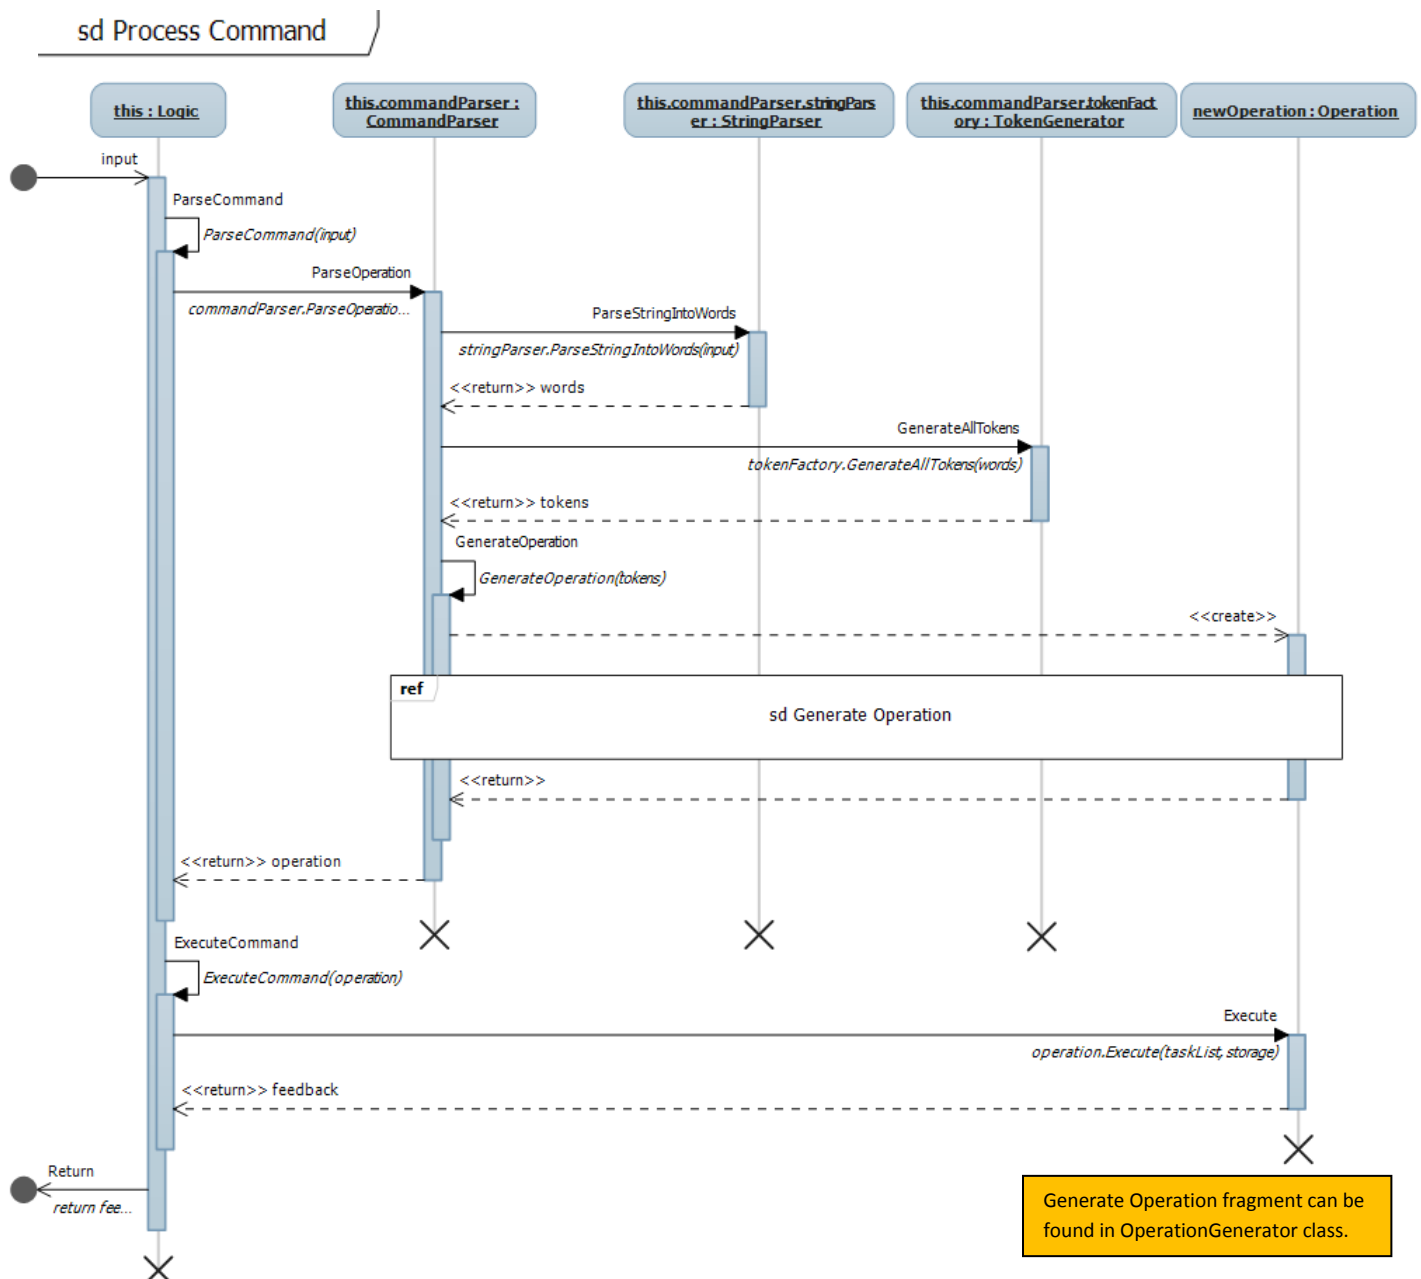 sd Process Command
this : Logic
this.commandParser :
CommandParser
this.commandParser.stringPars
er : StringParser
this.commandParser.tokenFact
ory : TokenGenerator
newOperation : Operation
input
ParseCommand
ParseCommand(input)
ParseOperation
commandParser.ParseOperatio...
ParseStringIntoWords
stringParser.ParseStringIntoWords(input)
<<return>> words
GenerateAllTokens
tokenFactory.GenerateAllTokens(words)
<<return>> tokens
GenerateOperation
GenerateOperation(tokens)
<<create>>
ref
sd Generate Operation
<<return>>
<<return>> operation
ExecuteCommand
ExecuteCommand(operation)
Execute
operation.Execute(taskList, storage)
<<return>> feedback
Return
return fee...
Generate Operation fragment can be
found in OperationGenerator class.